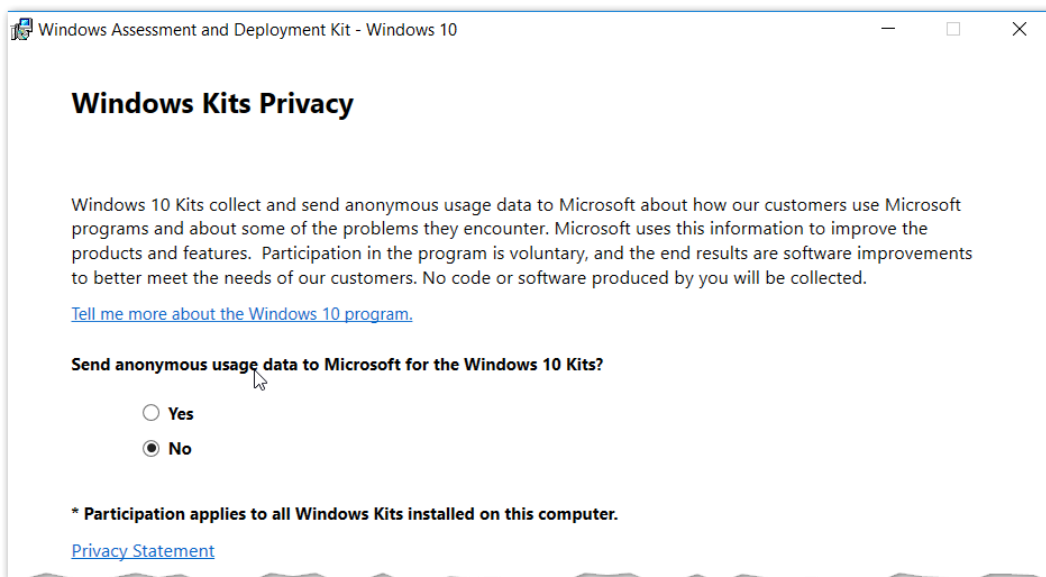 Windows Assessment and Deployment Kit - Windows 10
Windows Kits Privacy
Windows 10 Kits collect and send anonymous usage data to Microsoft about how our customers use Microsoft
programs and about some of the problems they encounter. Microsoft uses this information to improve the
products and features.  Participation in the program is voluntary, and the end results are software improvements
to better meet the needs of our customers. No code or software produced by you will be collected.
Tell me more about the Windows 10 program.
Send anonymous usage data to Microsoft for the Windows 10 Kits?
Yes
No
* Participation applies to all Windows Kits installed on this computer.
Privacy Statement